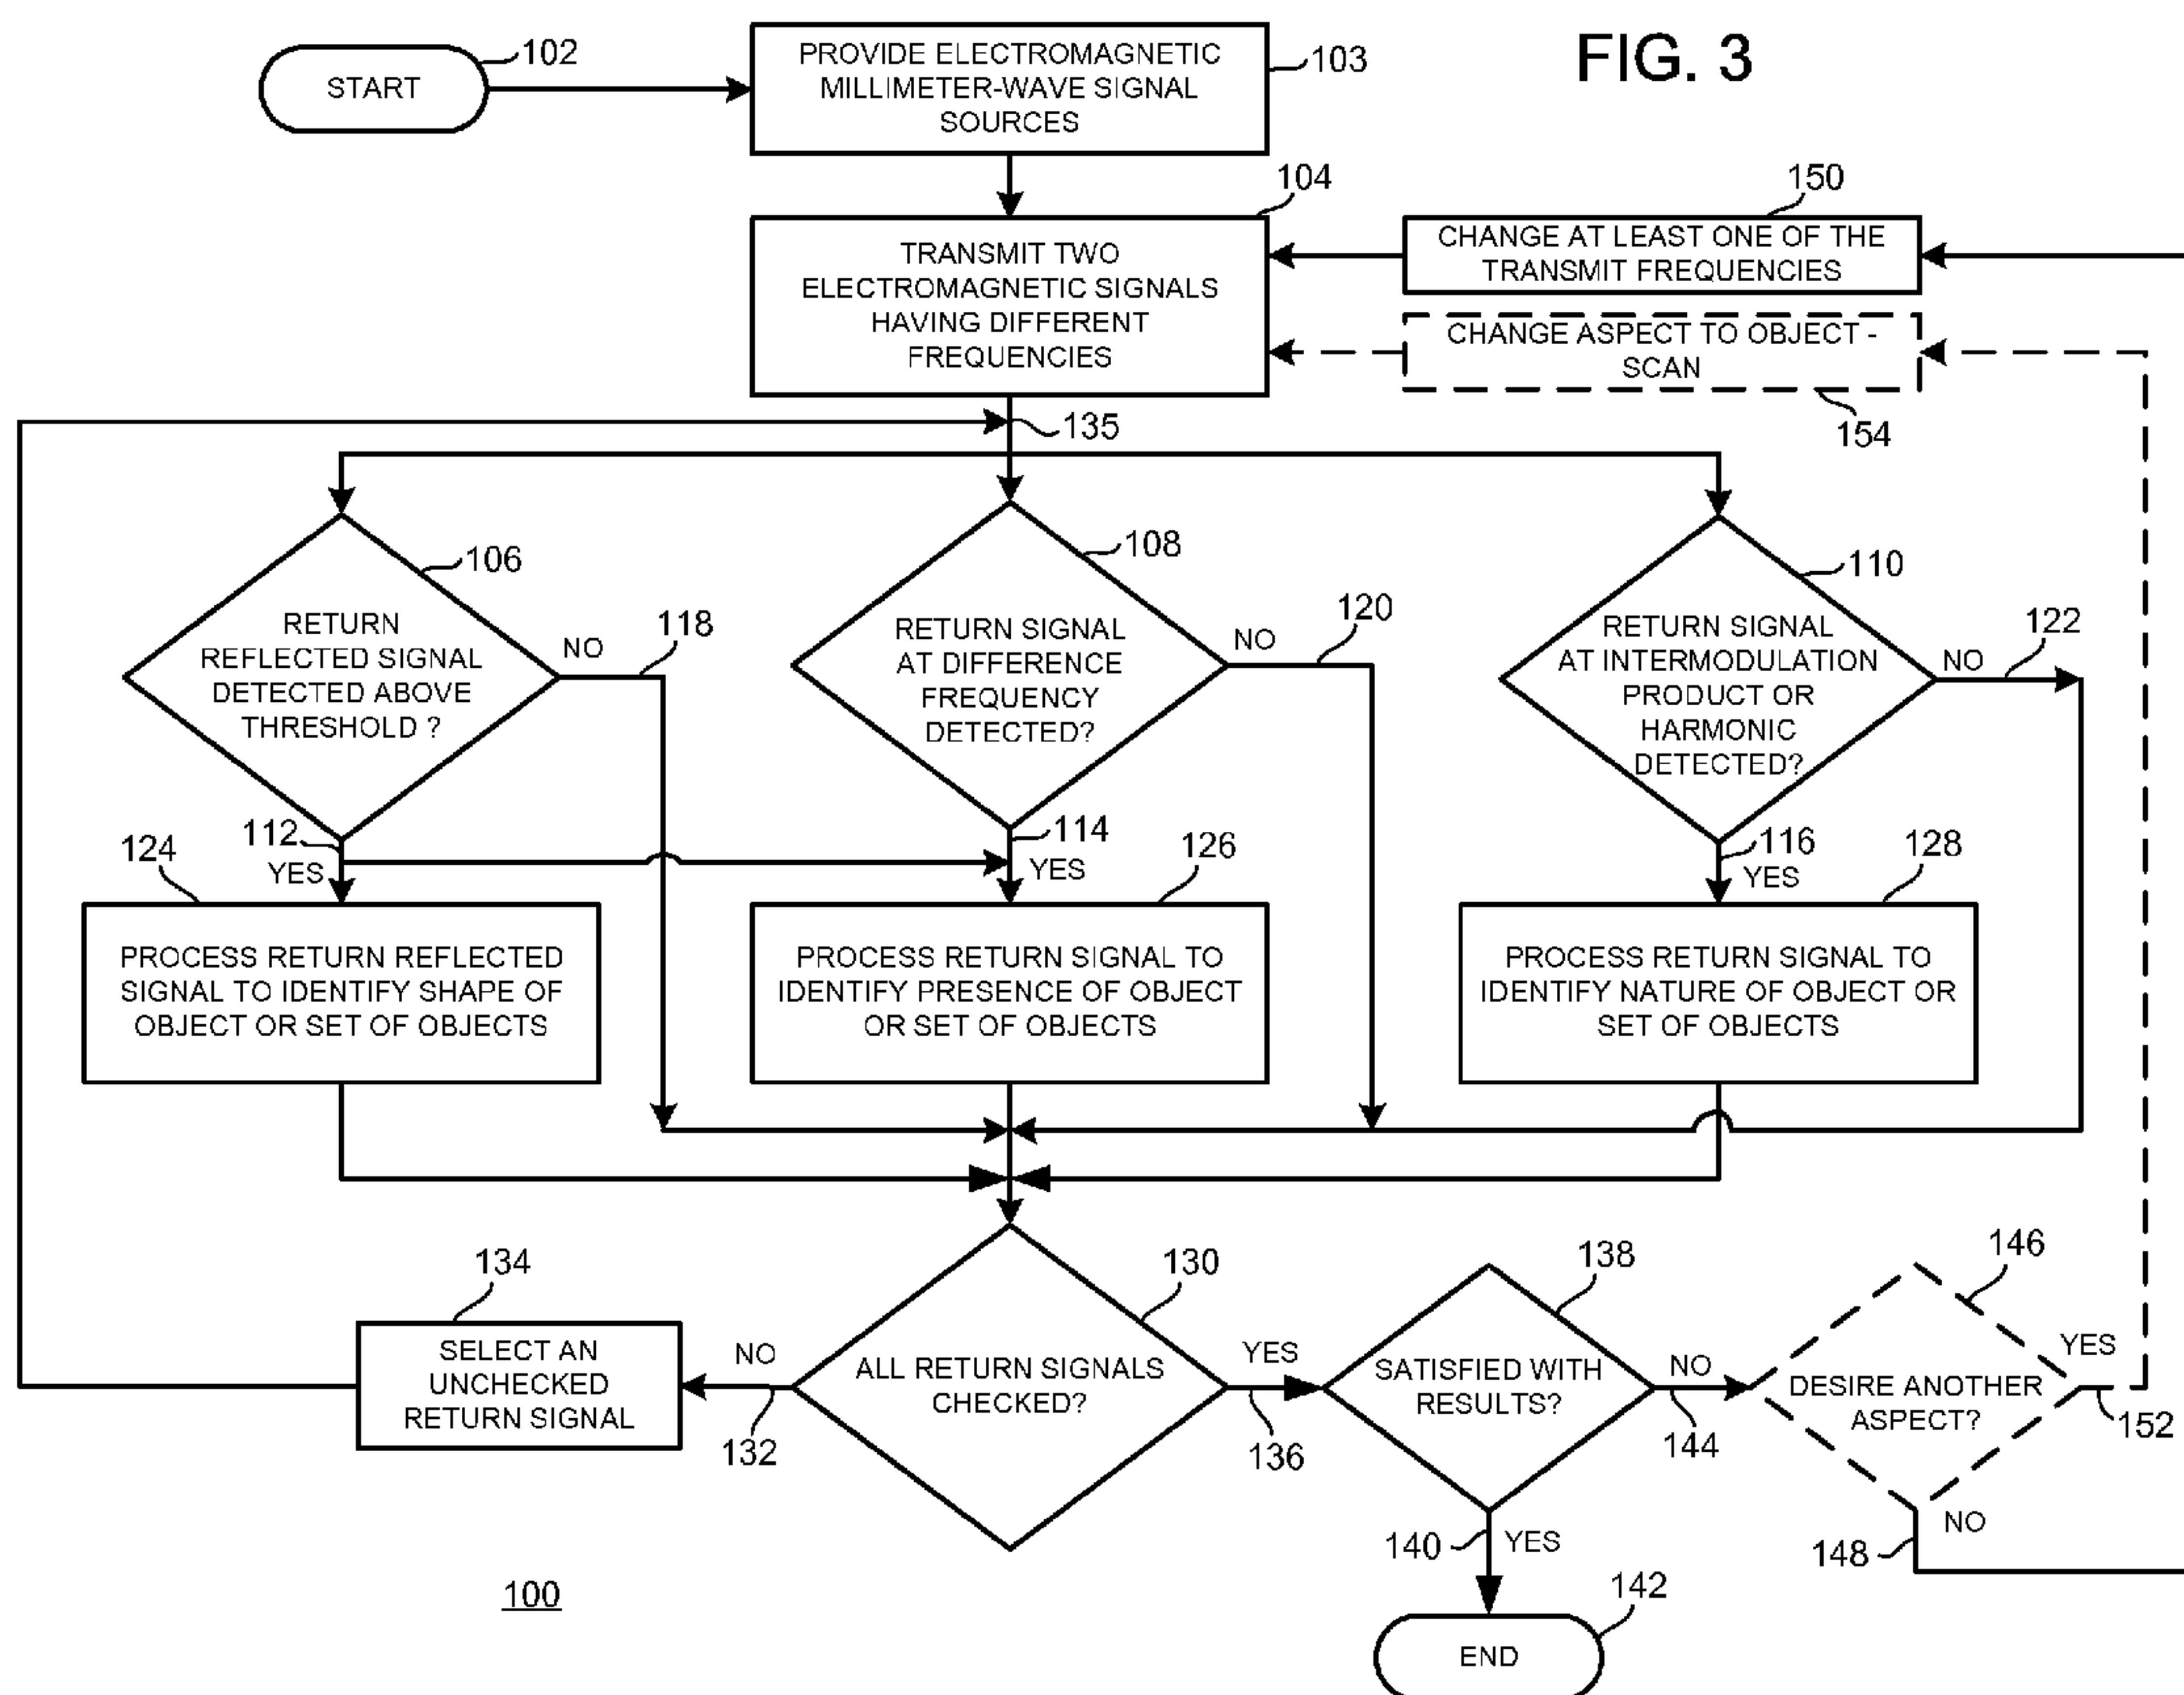 FIG. 3
START
102
PROVIDE ELECTROMAGNETIC
MILLIMETER-WAVE SIGNAL
SOURCES
103
104
TRANSMIT TWO
ELECTROMAGNETIC SIGNALS
HAVING DIFFERENT
FREQUENCIES
150
CHANGE AT LEAST ONE OF THE
TRANSMIT FREQUENCIES
CHANGE ASPECT TO OBJECT -
SCAN
154
135
106
RETURN
REFLECTED SIGNAL
DETECTED ABOVE
THRESHOLD ?
NO
118
108
RETURN SIGNAL
AT DIFFERENCE
FREQUENCY
DETECTED?
NO
120
110
RETURN SIGNAL
AT INTERMODULATION
PRODUCT OR
HARMONIC
DETECTED?
NO
122
112
YES
114
YES
116
YES
124
PROCESS RETURN REFLECTED
SIGNAL TO IDENTIFY SHAPE OF
OBJECT OR SET OF OBJECTS
126
PROCESS RETURN SIGNAL TO
IDENTIFY PRESENCE OF OBJECT
OR SET OF OBJECTS
128
PROCESS RETURN SIGNAL TO
IDENTIFY NATURE OF OBJECT OR
SET OF OBJECTS
134
SELECT AN
UNCHECKED
RETURN SIGNAL
NO
132
130
ALL RETURN SIGNALS
CHECKED?
YES
136
138
SATISFIED WITH
RESULTS?
NO
144
146
DESIRE ANOTHER
ASPECT?
YES
152
140
YES
148
NO
100
142
END